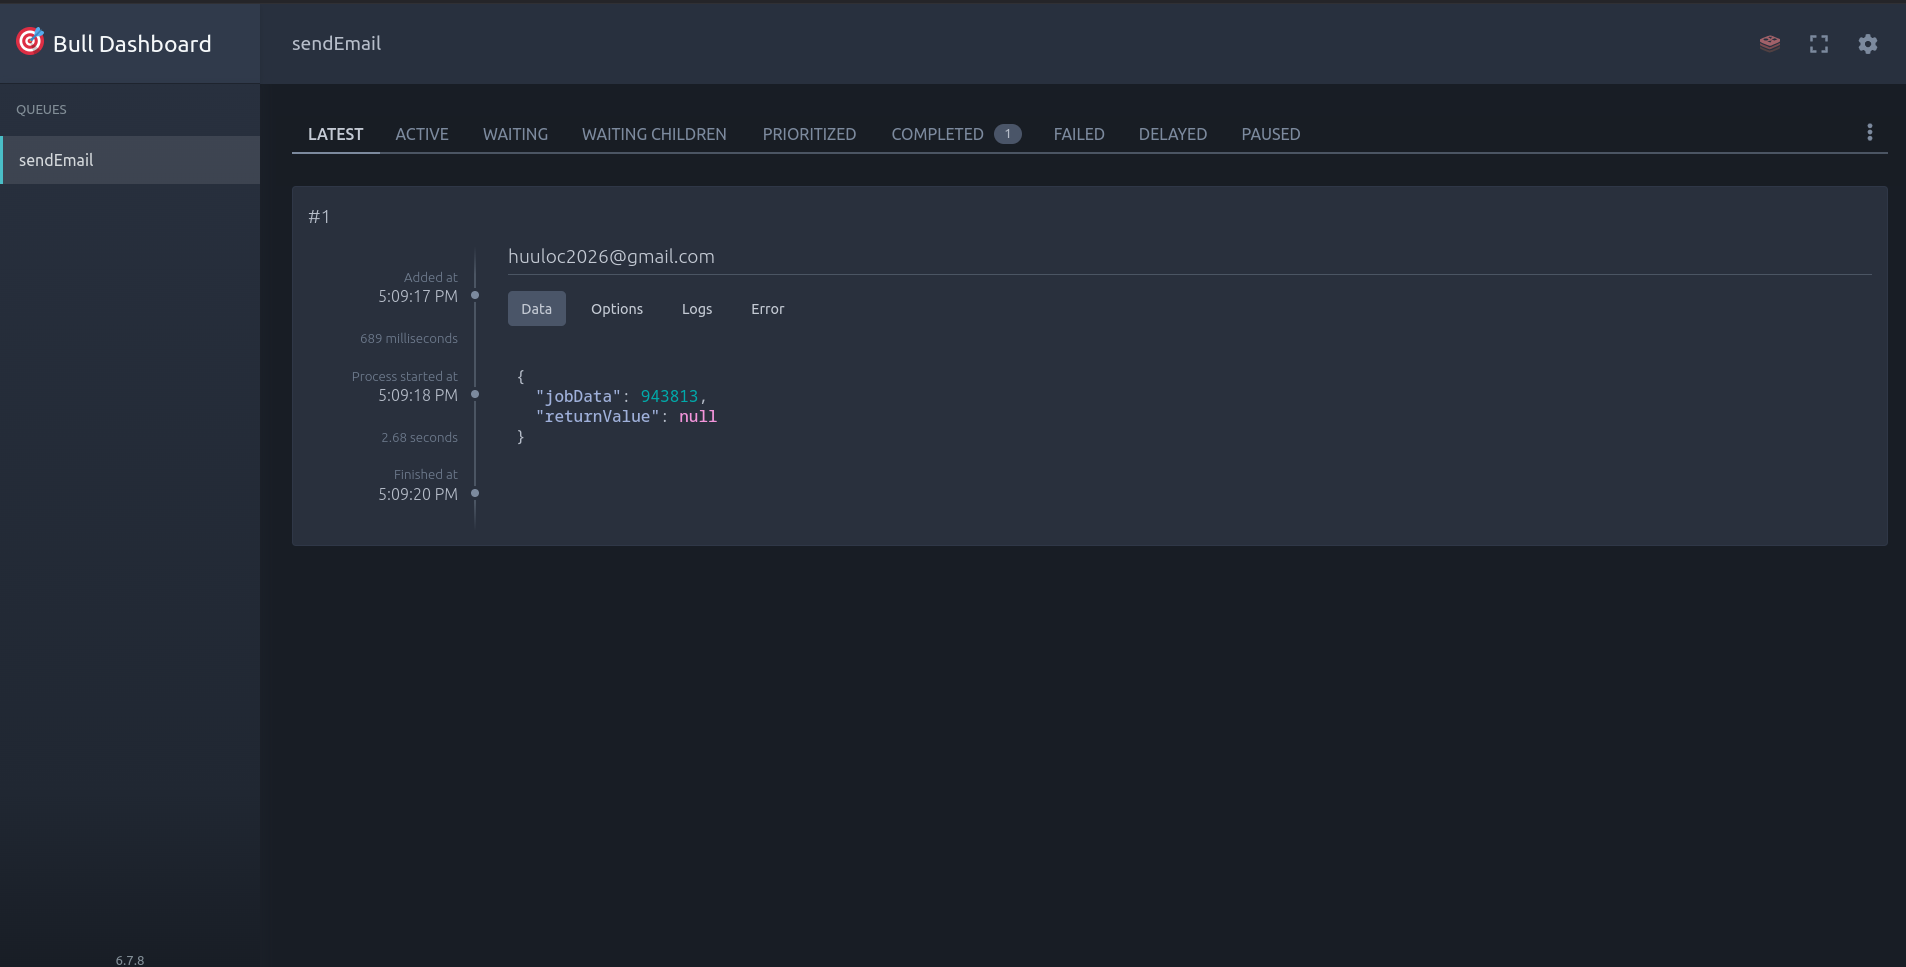 Bull Dashboard
sendEmail
QUEUES
sendEmail
LATEST ACTIVE WAITING WAITING CHILDREN PRIORITIZED COMPLETED 1 FAILED DELAYED PAUSED
#1
huuloc2026@gmail.com
Added at
5:09:17 PM
Data Options Logs Error
689 milliseconds
Process started at
5:09:18 PM
2.68 seconds
Finished at
5:09:20 PM
{
"jobData": 943813,
"returnValue": null
}
6.7.8